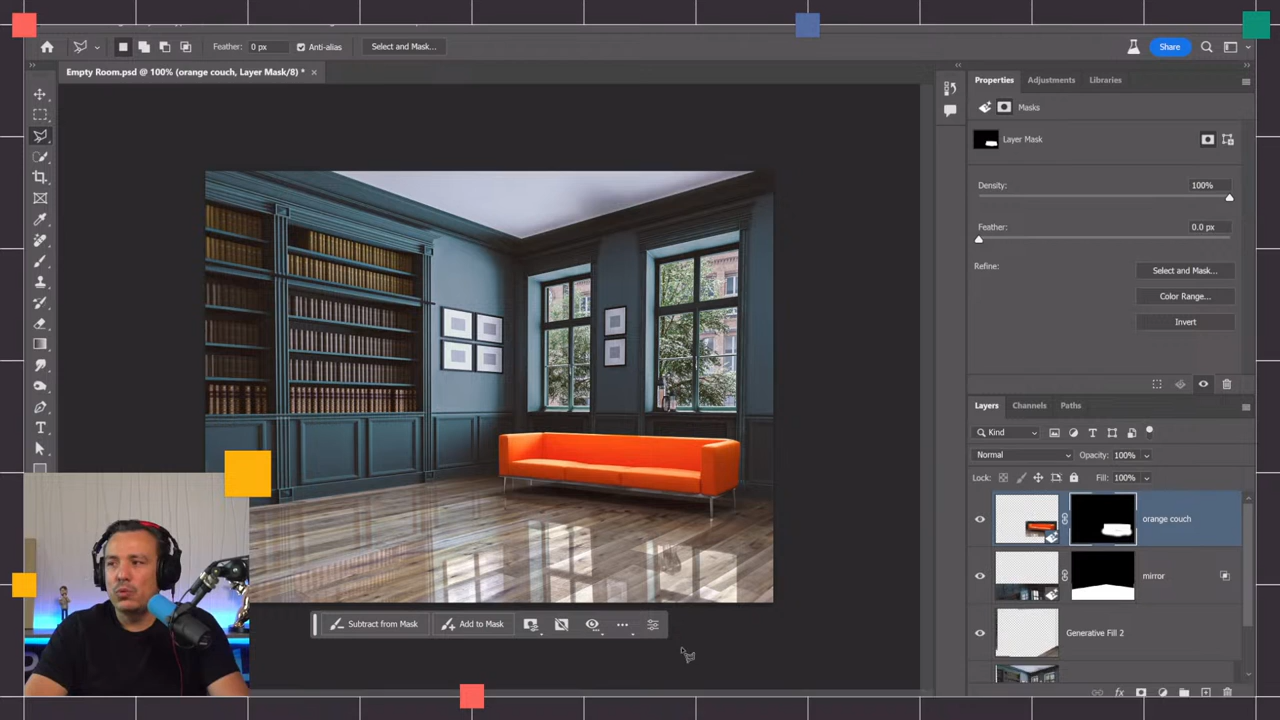 Feather: 0 px Anti-alias Select and Mask... Share
Empty Room.psd @ 100% (orange couch, Layer Mask/8) * ×
Properties Adjustments Libraries
Masks
Layer Mask
Density: 100%
Feather: 0.0 px
Refine: Select and Mask...
Color Range...
Invert
Layers Channels Paths
Kind
Normal Opacity: 100%
Lock: Fill: 100%
orange couch
mirror
Generative Fill 2
Subtract from Mask Add to Mask